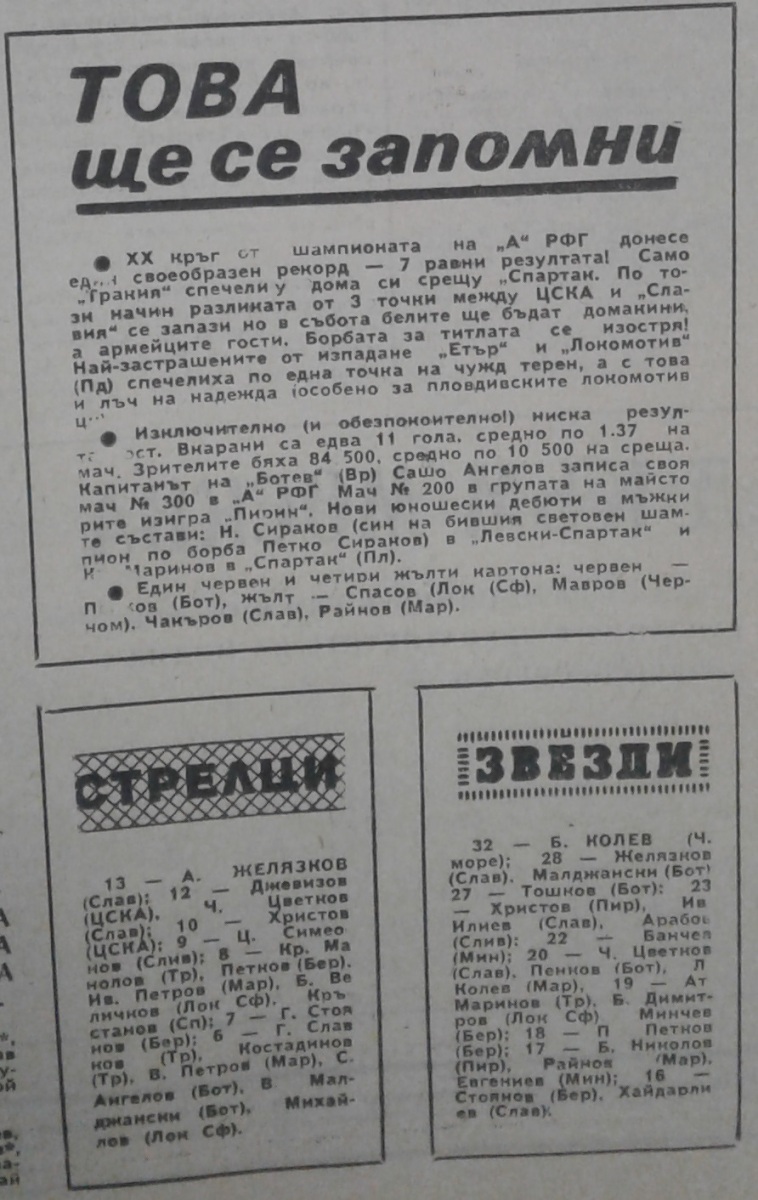 ТОВА
ще се запомни
● XX кръг от шампионата на „А“ РФГ донесе
един своеобразен рекорд — 7 равни резултата! Само
„Тракия“ спечели у дома си срещу „Спартак. По то-
зи начин разликата от 3 точки между ЦСКА и „Сла-
вия“ се запази но в събота белите ще бъдат домакини,
а армейците гости. Борбата за титлата се изостря!
Най-застрашените от изпадане „Етър“ и „Локомотив“
(Пд) спечелиха по една точка на чужд терен, а с това
и лъч на надежда (особено за пловдивските локомотив
● Изключително (и обезпокоително!) ниска резул-
Вкарани са едва 11 гола, средно по 1.37 на
мач. Зрителите бяха 84 500, средно по 10 500 на среща.
Капитанът на „Ботев“ (Вр) Сашо Ангелов записа своя
мач № 300 в „А“ РФГ Мач № 200 в групата на майсто
рите изигра „Пирин“. Нови юношески дебюти в мъжки
те състави: Н. Сираков (син на бившия световен шам-
пион по борба Петко Сираков) в „Левски-Спартак“ и
Маринов в „Спартак“ (Пл).
● Един червен и четири жълти картона: червен —
(Бот), жълт — Спасов (Лок (Сф), Мавров (Чер-
ном). Чакъров (Слав), Райнов (Мар).
СТРЕЛЦИ
13 — А. ЖЕЛЯЗКОВ
(Слав); 12 — Джевизов
(ЦСКА), Ч. Цветков
(Слав); 10 — Христов
(ЦСКА); 9 — Ц. Симео
нов (Слив); 8 — Кр. Ма
нолов (Тр), Петков (Бер).
Ив. Петров (Мар), Б. Ве
личков (Лок Сф). Кръ
станов (Сп); 7 — Г. Стоя
нов (Бер); 6 — Г. Слав
ков (Тр), Костадинов
(Тр). В. Петров (Мар), С.
Ангелов (Бот), В Мал-
джански (Бот), Михай-
лов (Лок Сф).
ЗВЕЗДИ
32 — Б. КОЛЕВ (Ч.
море); 28 — Желязков
(Слав). Малджански (Бот)
27 — Тошков (Бот): 23
— Христов (Пир), Ив
Илиев (Слав), Арабов
(Слив); 22 — Банчев
(Мин); 20 — Ч. Цветков
(Слав). Пенков (Бот), Л
Колев (Мар), 19 — Ат
Маринов (Тр). Б. Димит-
ров (Лок Сф) Минчев
(Бер); 18 — П Петков
(Бер); 17 — Б. Николов
(Пир), Райнов (Мар).
Евгениев (Мин); 16 —
Стоянов (Бер), Хайдарли
ев (Слав).